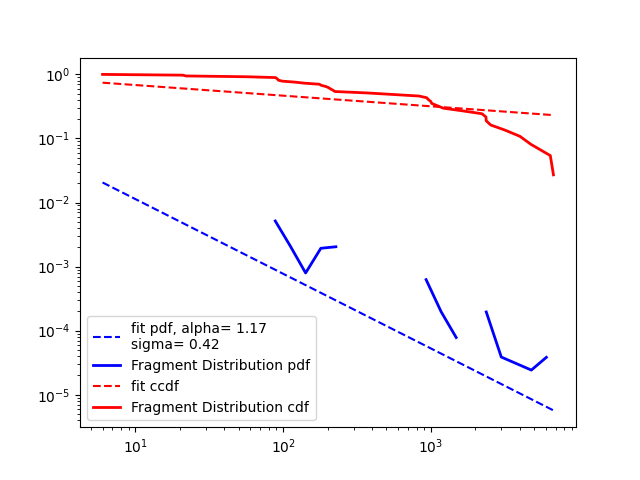 10⁰
10⁻¹
10⁻²
10⁻³
10⁻⁴
10⁻⁵
fit pdf, alpha= 1.17
sigma= 0.42
Fragment Distribution pdf
fit ccdf
Fragment Distribution cdf
10¹ 10² 10³